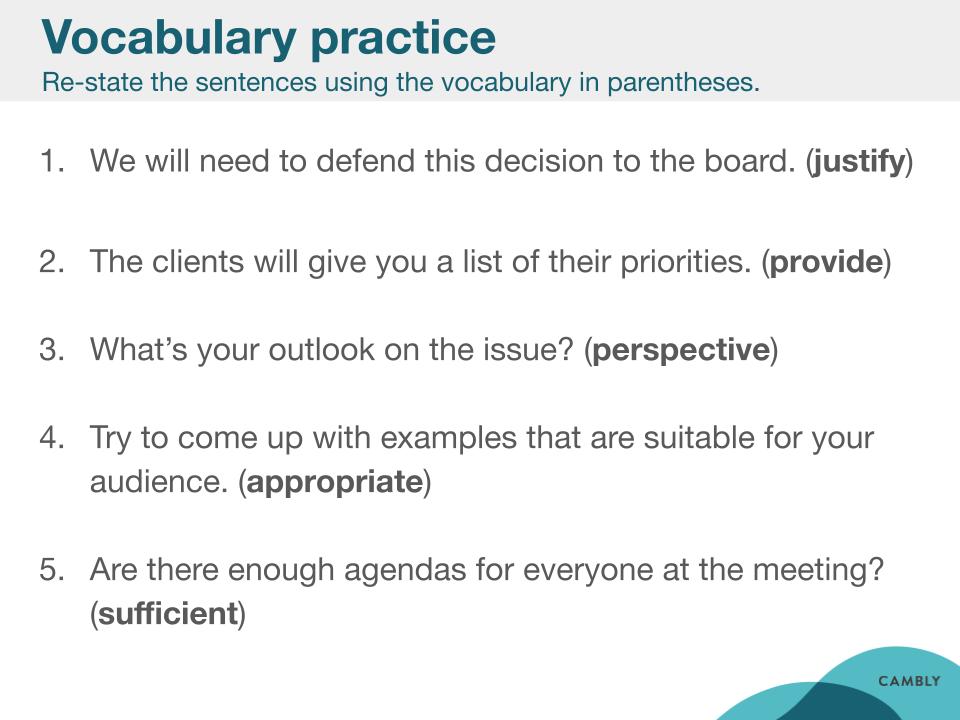 Vocabulary practice
Re-state the sentences using the vocabulary in parentheses.
1. We will need to defend this decision to the board. (justify)
2. The clients will give you a list of their priorities. (provide)
3. What’s your outlook on the issue? (perspective)
4. Try to come up with examples that are suitable for your
audience. (appropriate)
5. Are there enough agendas for everyone at the meeting?
(sufficient)
CAMBLY